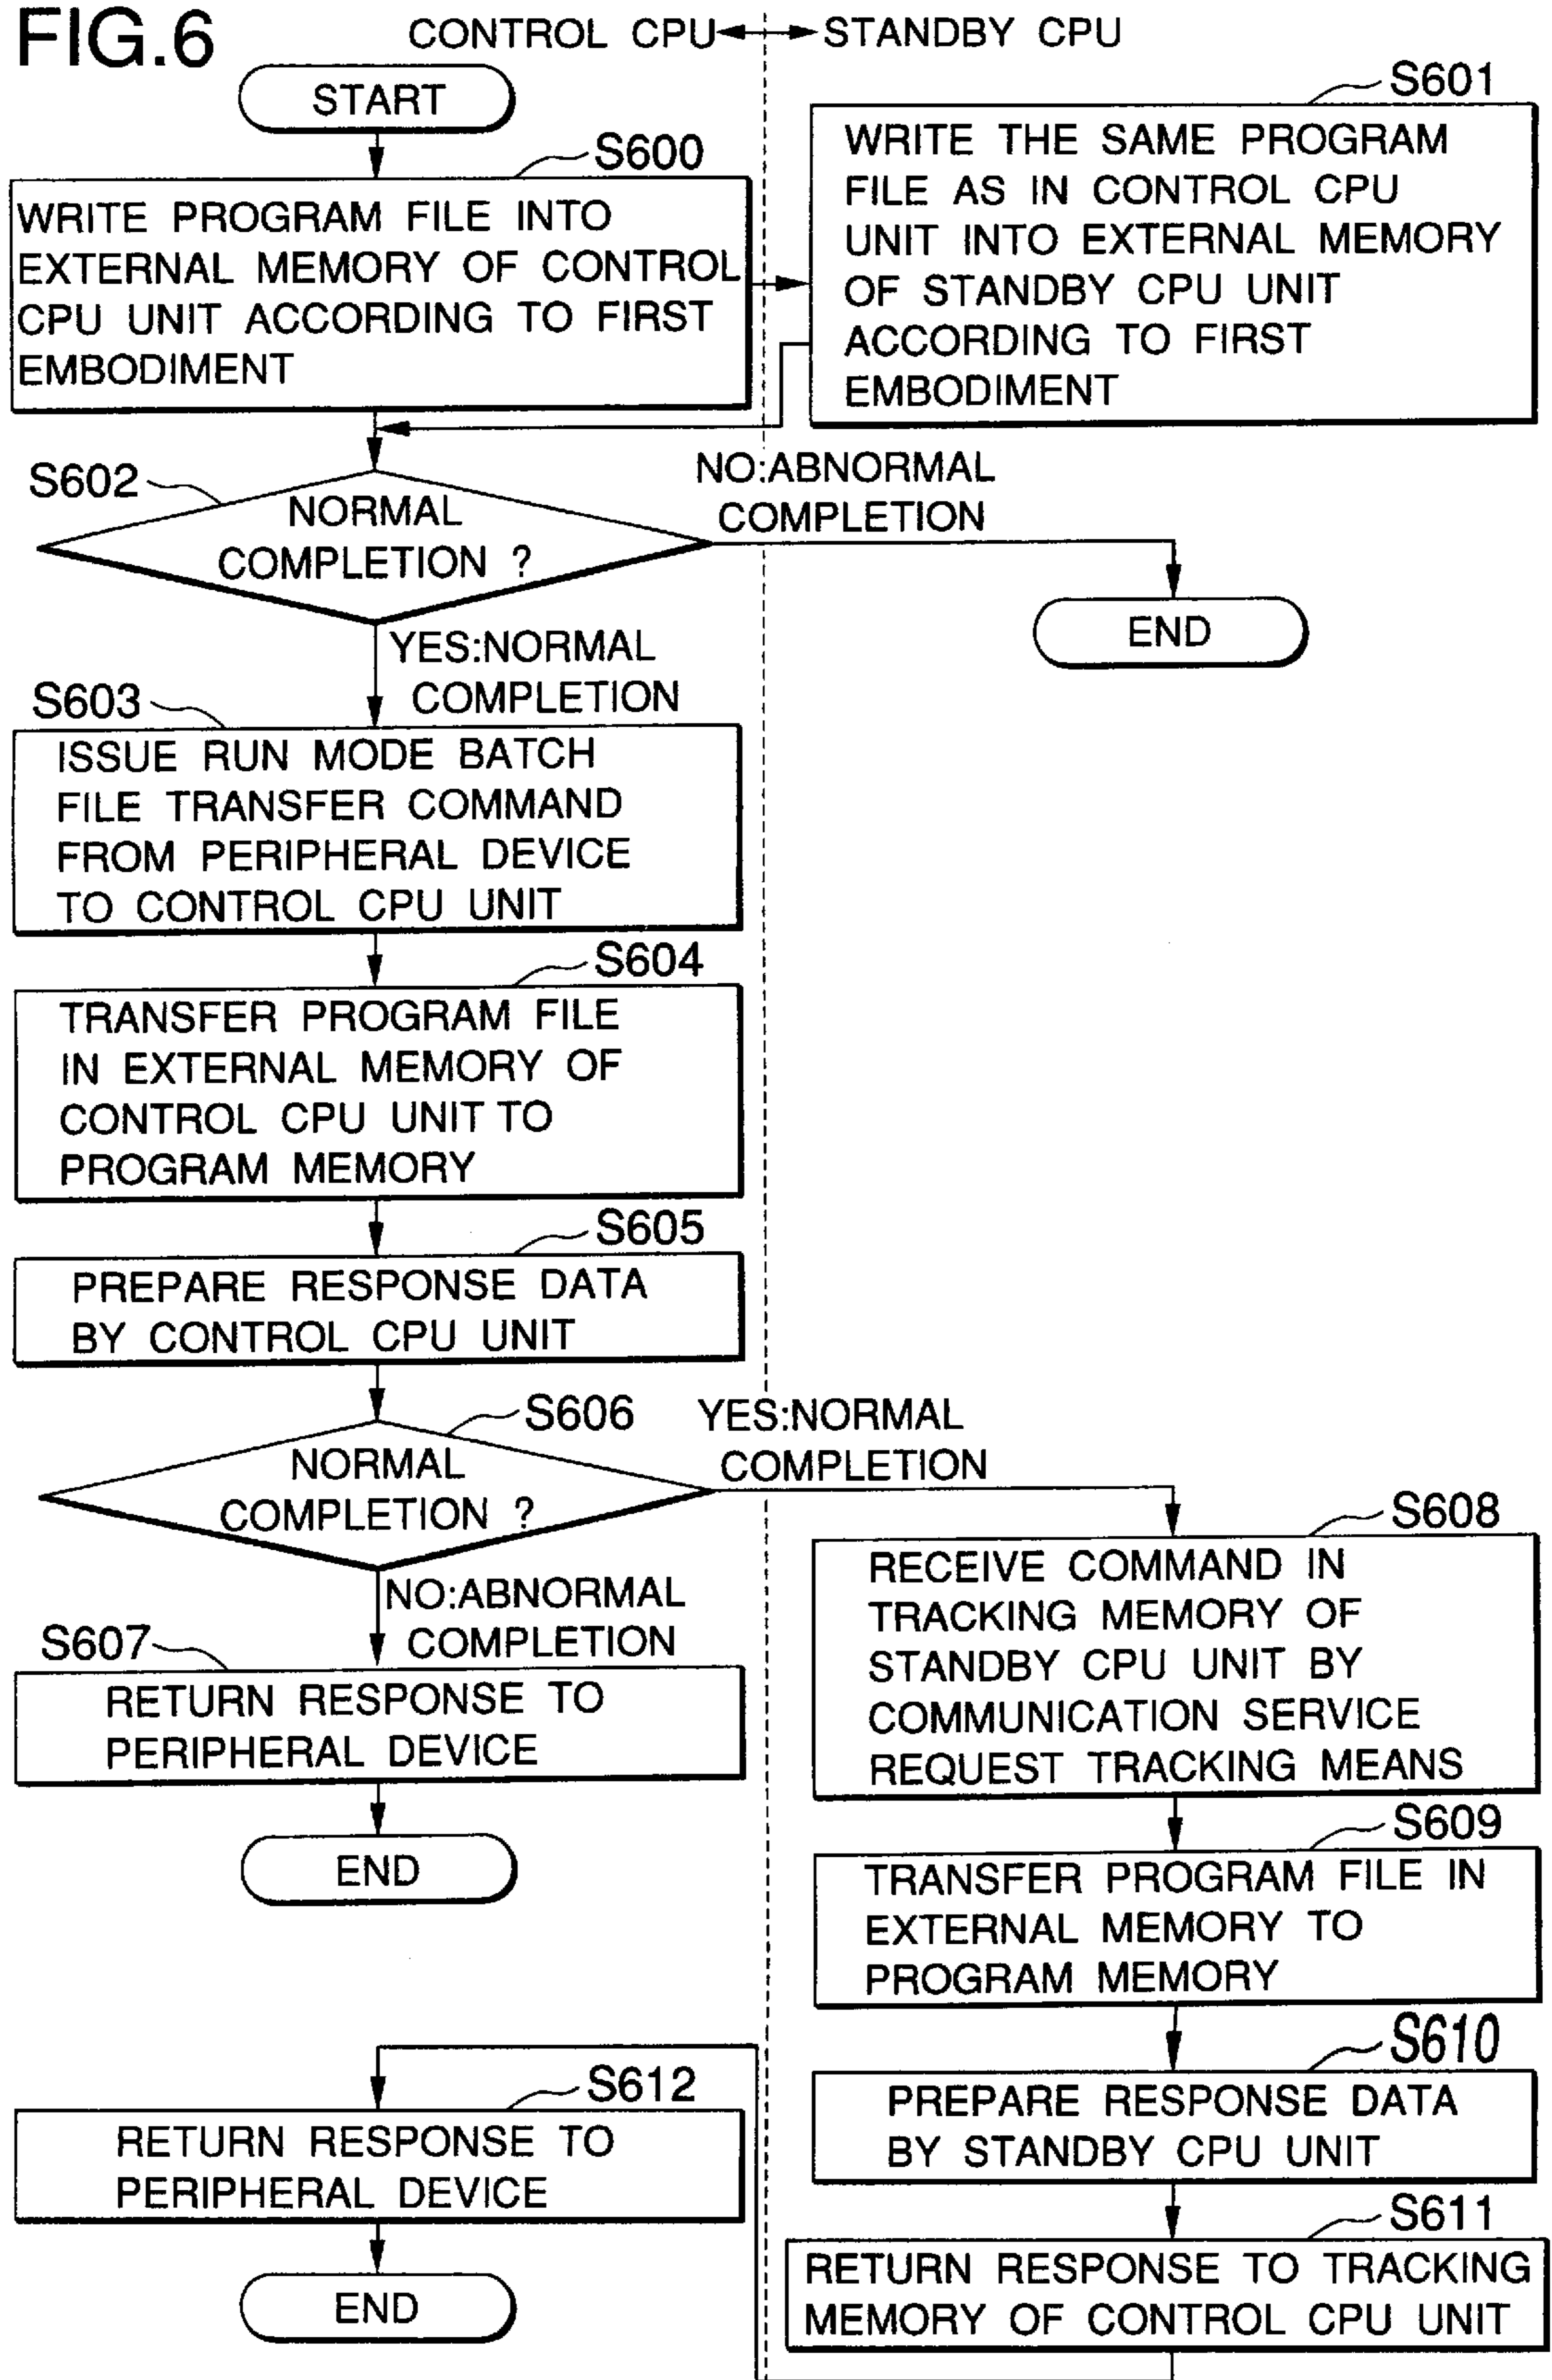 FIG.6
CONTROL CPU
STANDBY CPU
START
S600
WRITE PROGRAM FILE INTO
EXTERNAL MEMORY OF CONTROL
CPU UNIT ACCORDING TO FIRST
EMBODIMENT
S601
WRITE THE SAME PROGRAM
FILE AS IN CONTROL CPU
UNIT INTO EXTERNAL MEMORY
OF STANDBY CPU UNIT
ACCORDING TO FIRST
EMBODIMENT
S602
NORMAL
COMPLETION ?
NO:ABNORMAL
COMPLETION
END
YES:NORMAL
COMPLETION
S603
ISSUE RUN MODE BATCH
FILE TRANSFER COMMAND
FROM PERIPHERAL DEVICE
TO CONTROL CPU UNIT
S604
TRANSFER PROGRAM FILE
IN EXTERNAL MEMORY OF
CONTROL CPU UNIT TO
PROGRAM MEMORY
S605
PREPARE RESPONSE DATA
BY CONTROL CPU UNIT
S606
NORMAL
COMPLETION ?
YES:NORMAL
COMPLETION
NO:ABNORMAL
COMPLETION
S607
RETURN RESPONSE TO
PERIPHERAL DEVICE
END
S608
RECEIVE COMMAND IN
TRACKING MEMORY OF
STANDBY CPU UNIT BY
COMMUNICATION SERVICE
REQUEST TRACKING MEANS
S609
TRANSFER PROGRAM FILE IN
EXTERNAL MEMORY TO
PROGRAM MEMORY
S610
PREPARE RESPONSE DATA
BY STANDBY CPU UNIT
S611
RETURN RESPONSE TO TRACKING
MEMORY OF CONTROL CPU UNIT
S612
RETURN RESPONSE TO
PERIPHERAL DEVICE
END